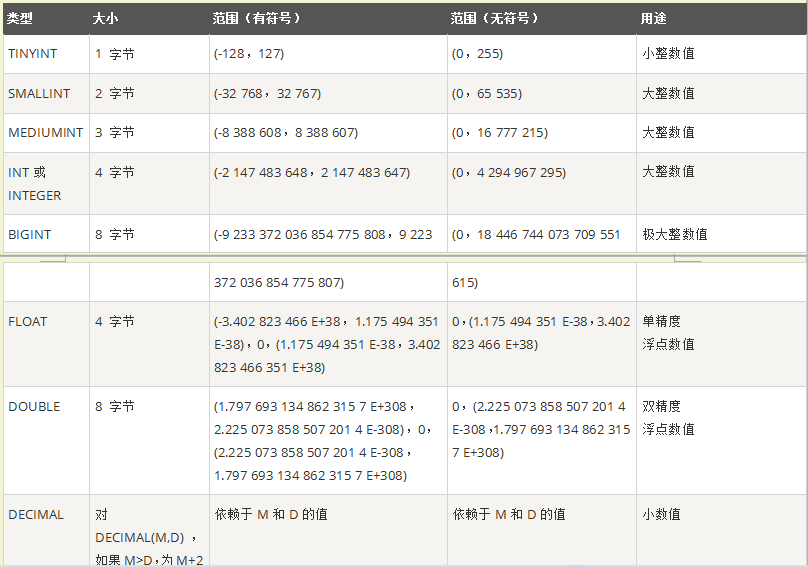 类型 大小 范围（有符号） 范围（无符号） 用途
TINYINT 1 字节 (-128，127) (0，255) 小整数值
SMALLINT 2 字节 (-32 768，32 767) (0，65 535) 大整数值
MEDIUMINT 3 字节 (-8 388 608，8 388 607) (0，16 777 215) 大整数值
INT 或 4 字节 (-2 147 483 648，2 147 483 647) (0，4 294 967 295) 大整数值
INTEGER
BIGINT 8 字节 (-9 233 372 036 854 775 808，9 223 (0，18 446 744 073 709 551 极大整数值
372 036 854 775 807) 615)
FLOAT 4 字节 (-3.402 823 466 E+38，1.175 494 351 0，(1.175 494 351 E-38，3.402 单精度
E-38)，0，(1.175 494 351 E-38，3.402 823 466 E+38) 浮点数值
823 466 351 E+38)
DOUBLE 8 字节 (1.797 693 134 862 315 7 E+308， 0，(2.225 073 858 507 201 4 双精度
2.225 073 858 507 201 4 E-308)，0， E-308，1.797 693 134 862 315 浮点数值
(2.225 073 858 507 201 4 E-308， 7 E+308)
1.797 693 134 862 315 7 E+308)
DECIMAL 对 依赖于 M 和 D 的值 依赖于 M 和 D 的值 小数值
DECIMAL(M,D) ，
如果 M>D，为 M+2